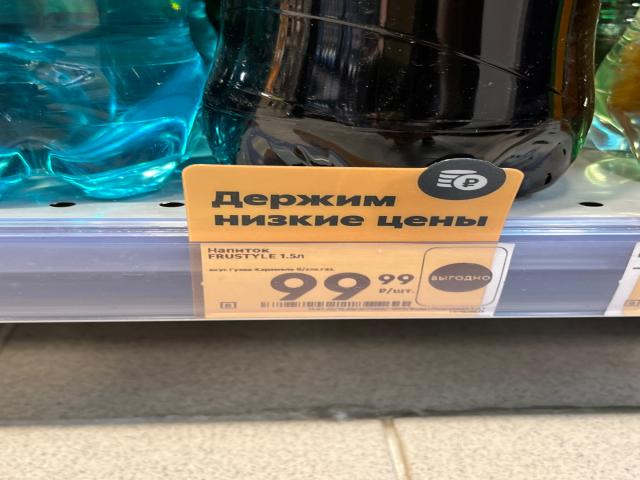 Держим
низкие цены
Напиток
FRUSTYLE 1.5л
99 99
₽/шт.
ВЫГОДНО